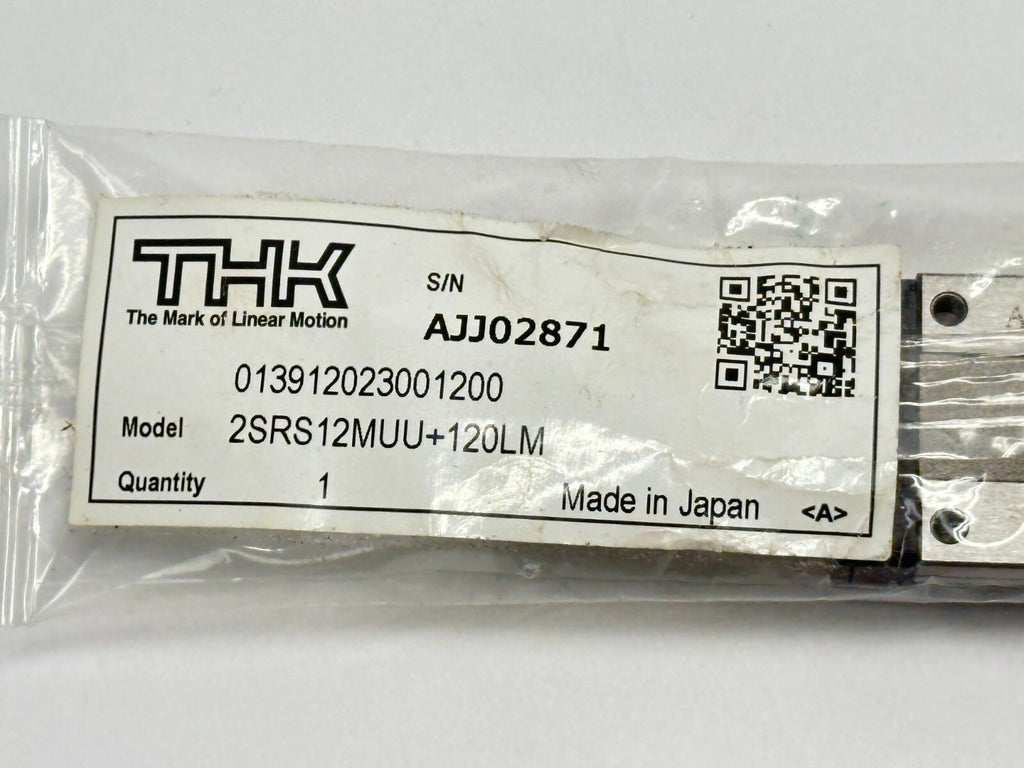 THK
The Mark of Linear Motion
S/N
AJJ02871
013912023001200
Model 2SRS12MUU+120LM
Quantity 1
Made in Japan <A>